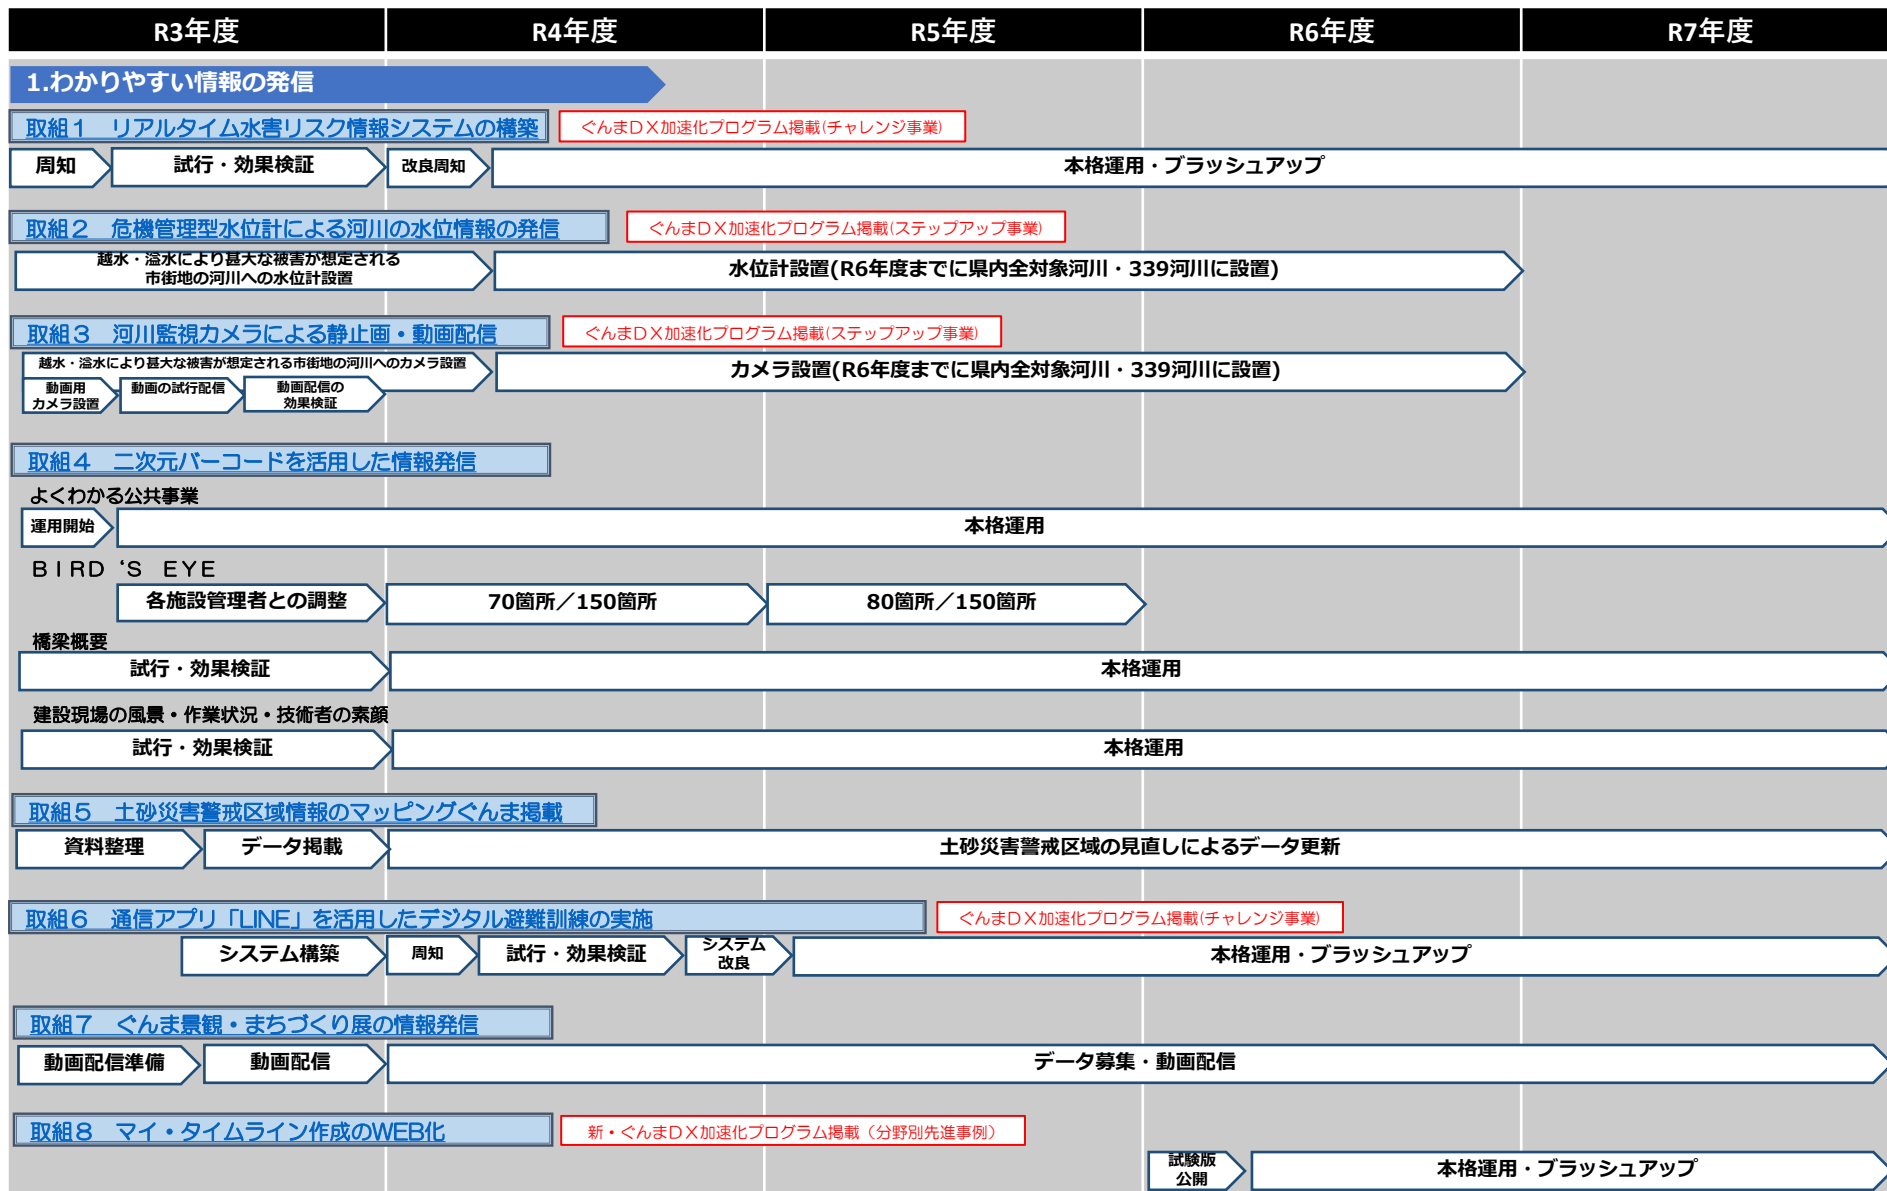 R3年度 R4年度 R5年度 R6年度 R7年度
1.わかりやすい情報の発信
取組１　リアルタイム水害リスク情報システムの構築
ぐんまＤＸ加速化プログラム掲載(チャレンジ事業)
周知 試行・効果検証 改良周知 本格運用・ブラッシュアップ
取組２　危機管理型水位計による河川の水位情報の発信
ぐんまＤＸ加速化プログラム掲載(ステップアップ事業)
越水・溢水により甚大な被害が想定される
市街地の河川への水位計設置
水位計設置(R6年度までに県内全対象河川・339河川に設置)
取組３　河川監視カメラによる静止画・動画配信
ぐんまＤＸ加速化プログラム掲載(ステップアップ事業)
越水・溢水により甚大な被害が想定される市街地の河川へのカメラ設置
カメラ設置(R6年度までに県内全対象河川・339河川に設置)
動画用
カメラ設置
動画の試行配信
動画配信の
効果検証
取組４　二次元バーコードを活用した情報発信
よくわかる公共事業
運用開始 本格運用
ＢＩＲＤ‘Ｓ　ＥＹＥ
各施設管理者との調整 70箇所／150箇所 80箇所／150箇所
橋梁概要
試行・効果検証 本格運用
建設現場の風景・作業状況・技術者の素顔
試行・効果検証 本格運用
取組５　土砂災害警戒区域情報のマッピングぐんま掲載
資料整理 データ掲載 土砂災害警戒区域の見直しによるデータ更新
取組６　通信アプリ「LINE」を活用したデジタル避難訓練の実施
ぐんまＤＸ加速化プログラム掲載(チャレンジ事業)
システム構築 周知 試行・効果検証
システム
改良
本格運用・ブラッシュアップ
取組７　ぐんま景観・まちづくり展の情報発信
動画配信準備 動画配信 データ募集・動画配信
取組８　マイ・タイムライン作成のWEB化
新・ぐんまＤＸ加速化プログラム掲載（分野別先進事例）
試験版
公開
本格運用・ブラッシュアップ